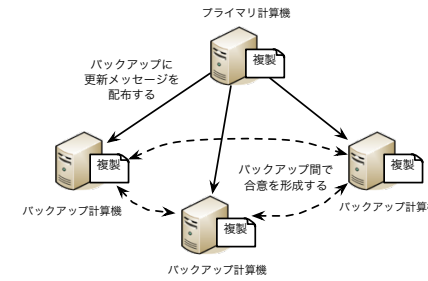 プライマリ計算機
複製
バックアップに
更新メッセージを
配布する
複製
複製
バックアップ間で
合意を形成する
バックアップ計算機
複製
バックアップ計算
バックアップ計算機